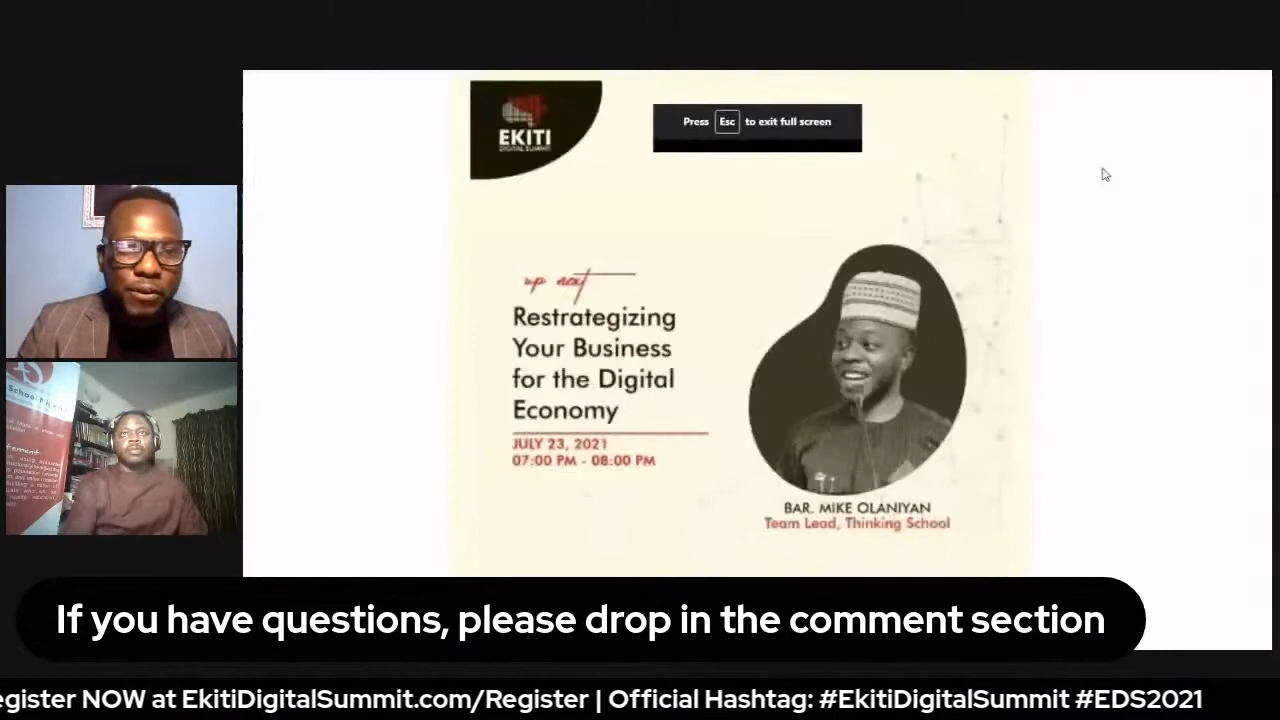 EKITI
DIGITAL SUMMIT
Press Esc to exit full screen
up next
Restrategizing
Your Business
for the Digital
Economy
JULY 23, 2021
07:00 PM - 08:00 PM
BAR. MIKE OLANIYAN
Team Lead, Thinking School
If you have questions, please drop in the comment section
egister NOW at EkitiDigitalSummit.com/Register | Official Hashtag: #EkitiDigitalSummit #EDS2021